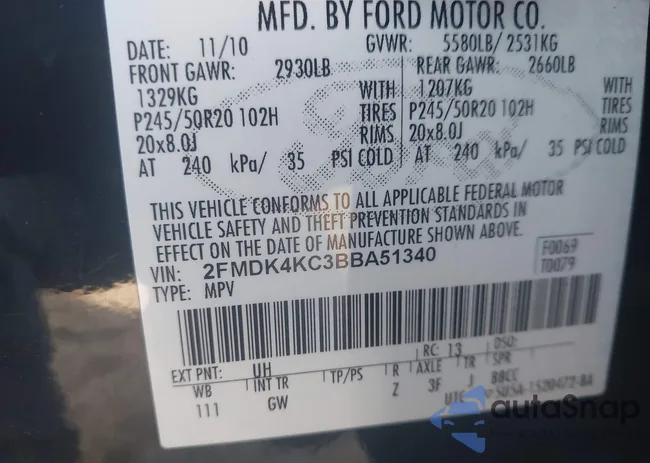 MFD. BY FORD MOTOR CO.
DATE: 11/10 GVWR: 5580LB/ 2531KG
FRONT GAWR: 2930LB REAR GAWR: 2660LB
1329KG WITH 1207KG WITH
P245/50R20 102H TIRES P245/50R20 102H TIRES
20x8.0J RIMS 20x8.0J RIMS
AT 240 kPa/ 35 PSI COLD AT 240 kPa/ 35 PSI COLD
THIS VEHICLE CONFORMS TO ALL APPLICABLE FEDERAL MOTOR
VEHICLE SAFETY AND THEFT PREVENTION STANDARDS IN
EFFECT ON THE DATE OF MANUFACTURE SHOWN ABOVE.
VIN: 2FMDK4KC3BBA51340 F0069
TYPE: MPV T0079
EXT PNT: UH RC: 13 DSO:
WB INT TR TP/PS R AXLE TR SPR
111 GW Z 3F J BBCC
UTC
autoSnap